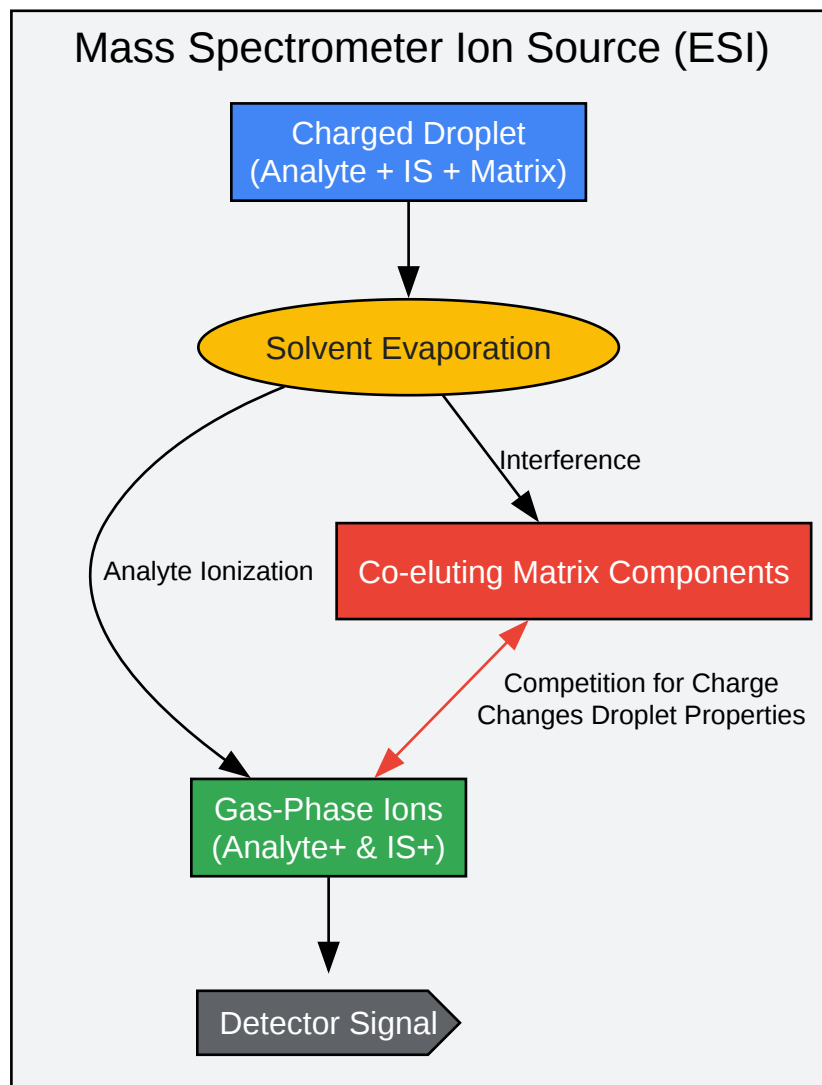 Mass Spectrometer Ion Source (ESI)
Charged Droplet
(Analyte + IS + Matrix)
Solvent Evaporation
Interference
Co-eluting Matrix Components
Analyte Ionization
Competition for Charge
Changes Droplet Properties
Gas-Phase Ions
(Analyte+ & IS+)
Detector Signal